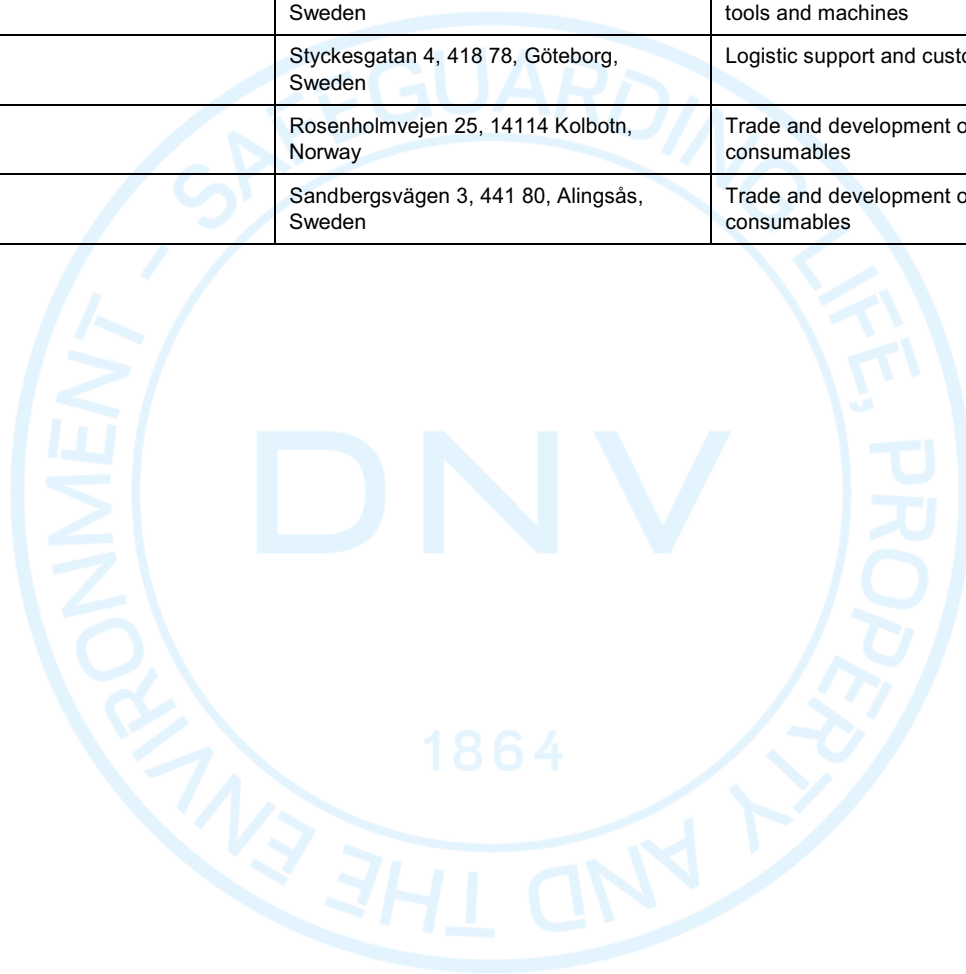 Sweden
tools and machines
Styckesgatan 4, 418 78, Göteborg,
Sweden
Logistic support and
Rosenholmvejen 25, 14114 Kolbotn,
Norway
Trade and development
consumables
Sandbergsvägen 3, 441 80, Alingsås,
Sweden
Trade and development
consumables
SAFEGUARDING LIFE, PROPERTY AND THE ENVIRONMENT –
DNV
1864